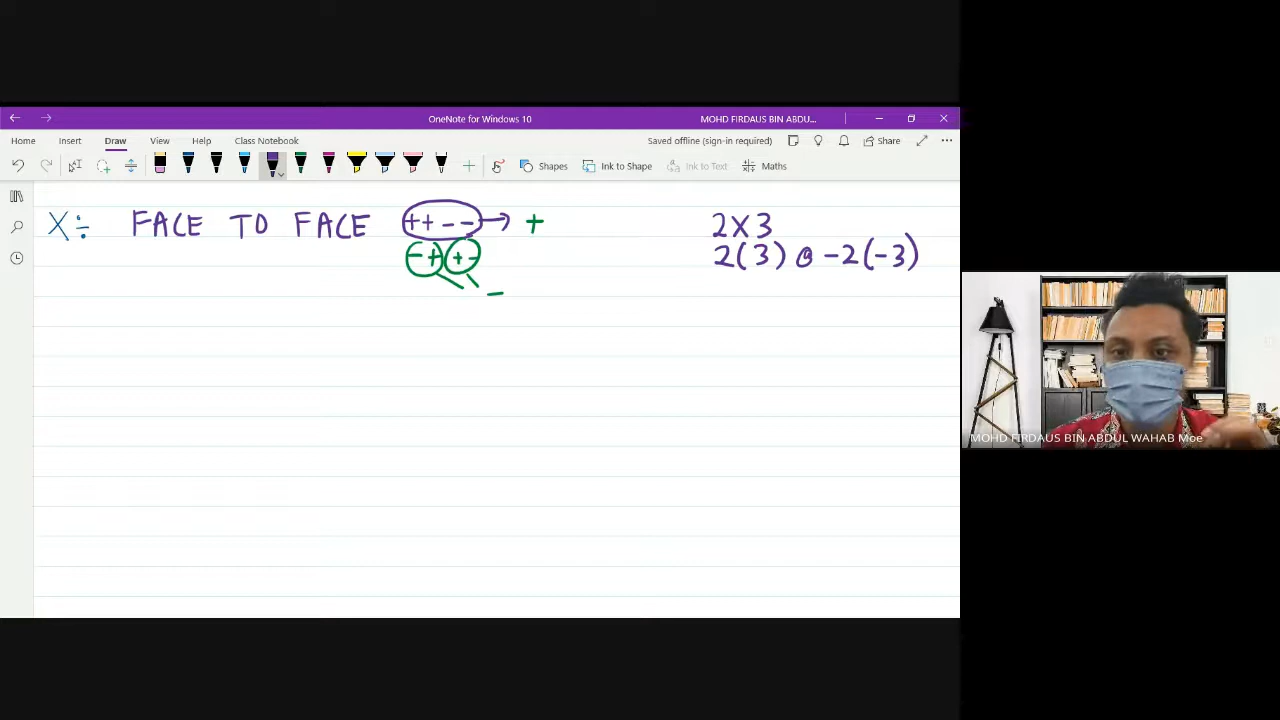 OneNote for Windows 10
MOHD FIRDAUS BIN ABDU...
Home Insert Draw View Help Class Notebook
Saved offline (sign-in required)
Share
Shapes Ink to Shape Ink to Text Maths
X÷ FACE TO FACE ++ -- → +
-+ +-
-
2X3
2(3) @ -2(-3)
MOHD FIRDAUS BIN ABDUL WAHAB Moe